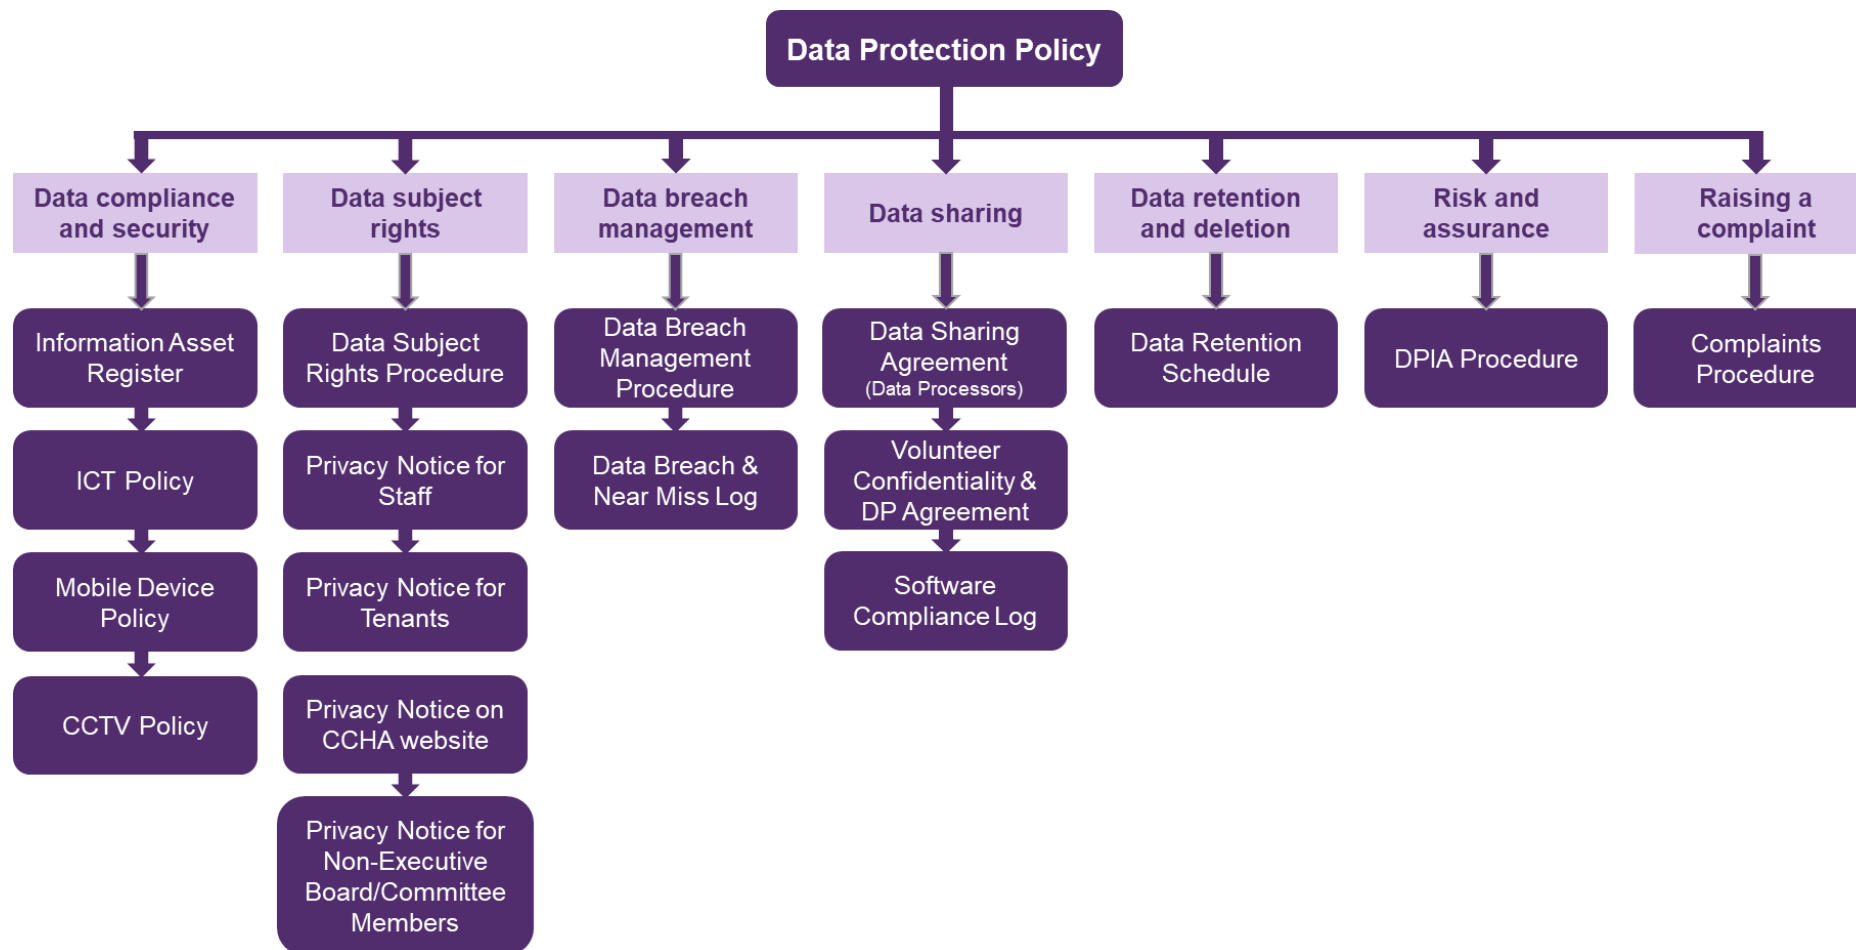 Data Protection Policy
Data compliance
and security
Data subject
rights
Data breach
management
Data sharing
Data retention
and deletion
Risk and
assurance
Raising a
complaint
Information Asset
Register
ICT Policy
Mobile Device
Policy
CCTV Policy
Data Subject
Rights Procedure
Privacy Notice for
Staff
Privacy Notice for
Tenants
Privacy Notice on
CCHA website
Privacy Notice for
Non-Executive
Board/Committee
Members
Data Breach
Management
Procedure
Data Breach &
Near Miss Log
Data Sharing
Agreement
(Data Processors)
Volunteer
Confidentiality &
DP Agreement
Software
Compliance Log
Data Retention
Schedule
DPIA Procedure
Complaints
Procedure